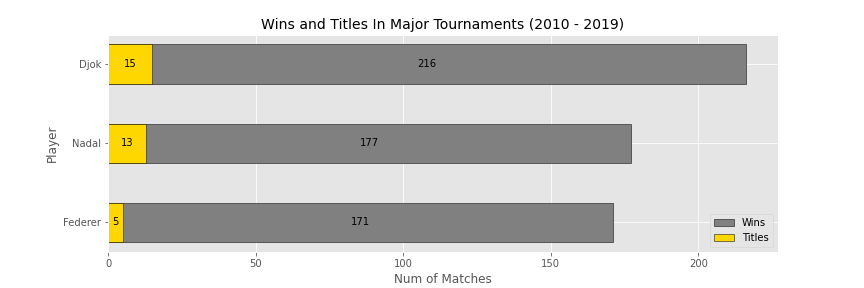 Wins and Titles In Major Tournaments (2010 - 2019)
Player
Djok
15
216
Nadal
13
177
Federer
5
171
Wins
Titles
0
50
100
150
200
Num of Matches